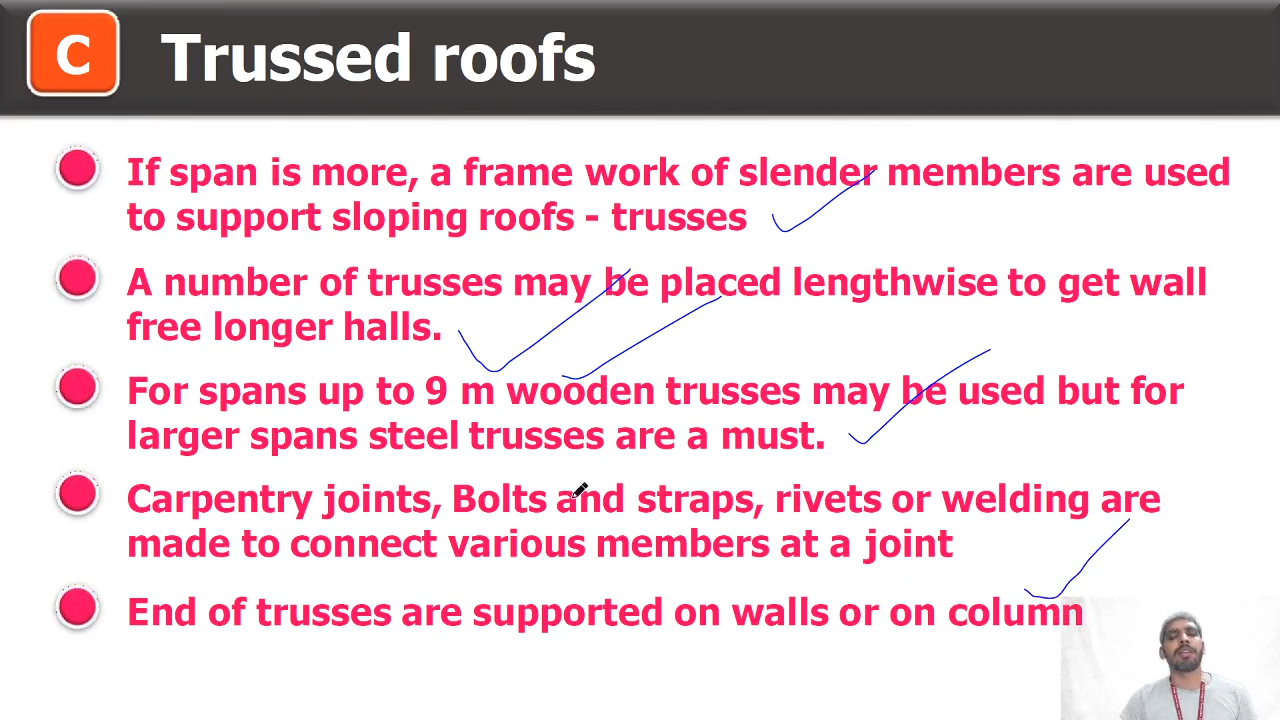 C Trussed roofs
If span is more, a frame work of slender members are used
to support sloping roofs - trusses
A number of trusses may be placed lengthwise to get wall
free longer halls.
For spans up to 9 m wooden trusses may be used but for
larger spans steel trusses are a must.
Carpentry joints, Bolts and straps, rivets or welding are
made to connect various members at a joint
End of trusses are supported on walls or on column